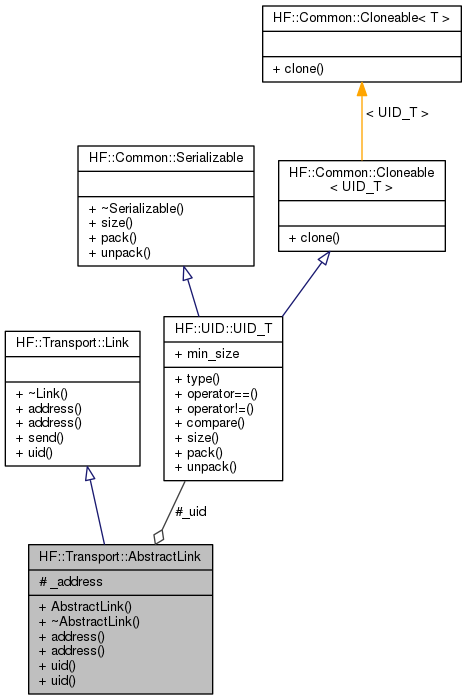 HF::Common::Cloneable< T >
+ clone()
< UID_T >
HF::Common::Serializable
+ ~Serializable()
+ size()
+ pack()
+ unpack()
HF::Common::Cloneable
< UID_T >
+ clone()
HF::Transport::Link
+ ~Link()
+ address()
+ address()
+ send()
+ uid()
HF::UID::UID_T
+ min_size
+ type()
+ operator==()
+ operator!=()
+ compare()
+ size()
+ pack()
+ unpack()
#_uid
HF::Transport::AbstractLink
# _address
+ AbstractLink()
+ ~AbstractLink()
+ address()
+ address()
+ uid()
+ uid()